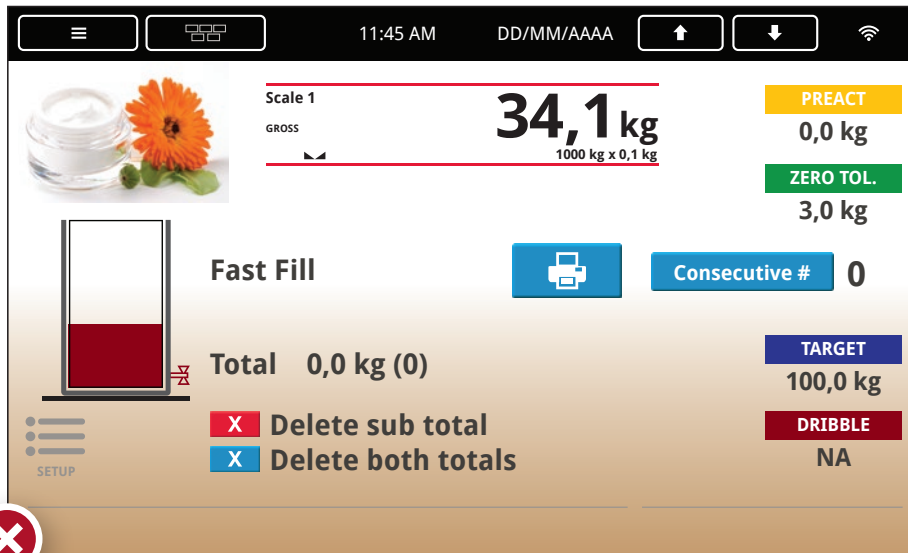 11:45 AM DD/MM/AAAA
Scale 1
34,1 kg
GROSS
1000 kg x 0,1 kg
PREACT
0,0 kg
ZERO TOL.
3,0 kg
Fast Fill
Consecutive # 0
Total 0,0 kg (0)
TARGET
100,0 kg
X Delete sub total
DRIBBLE
X Delete both totals
NA
SETUP